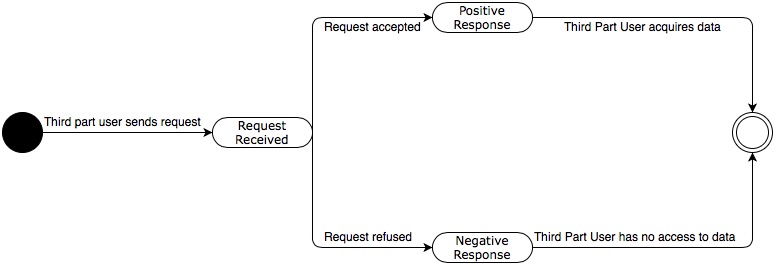 Positive
Response
Request accepted
Third Part User acquires data
Third part user sends request
Request
Received
Request refused
Negative
Response
Third Part User has no access to data